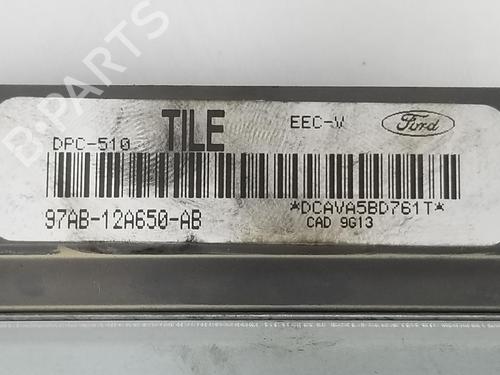 B PARTS
DPC-510 TILE EEC-V Ford
97AB-12A650-AB *DCAVA5BD761T*
CAD 9G13